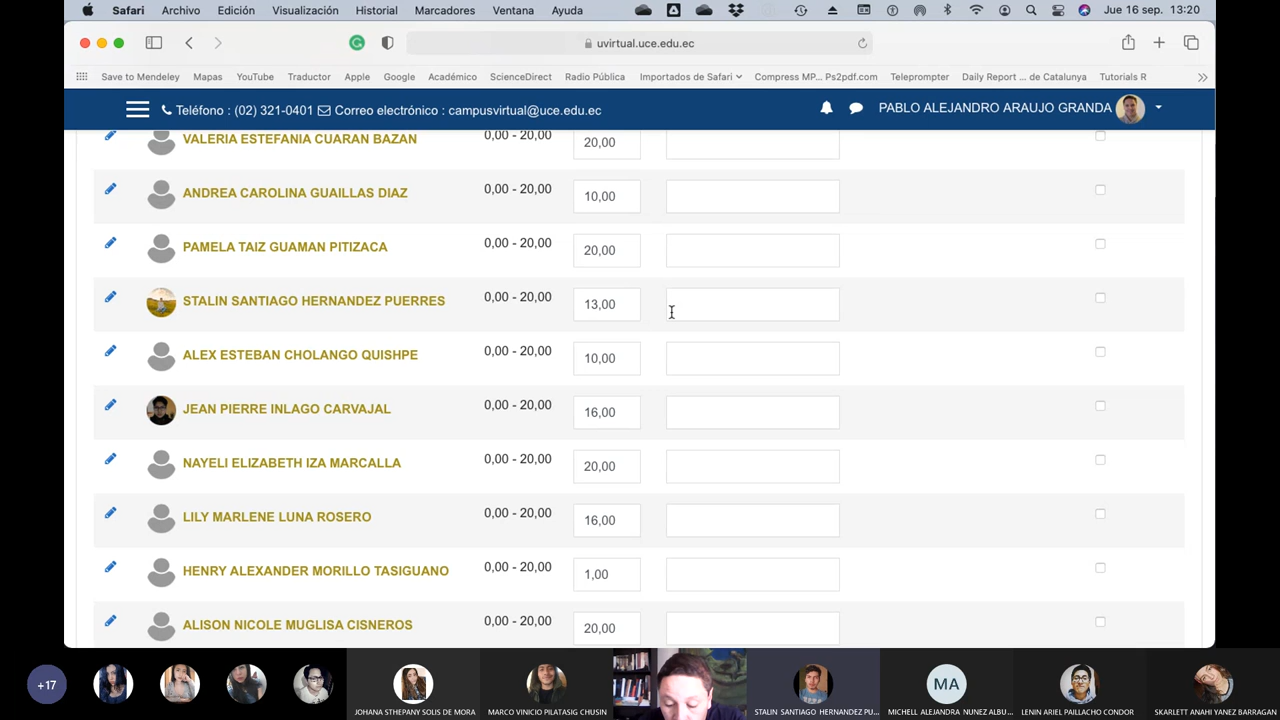 Safari Archivo Edición Visualización Historial Marcadores Ventana Ayuda Jue 16 sep. 13:20
uvirtual.uce.edu.ec
Save to Mendeley Mapas YouTube Traductor Apple Google Académico ScienceDirect Radio Pública Importados de Safari Compress MP... Ps2pdf.com Teleprompter Daily Report ... de Catalunya Tutorials R
Teléfono : (02) 321-0401 Correo electrónico : campusvirtual@uce.edu.ec PABLO ALEJANDRO ARAUJO GRANDA
VALERIA ESTEFANIA CUARAN BAZAN 0,00 - 20,00 20,00
ANDREA CAROLINA GUAILLAS DIAZ 0,00 - 20,00 10,00
PAMELA TAIZ GUAMAN PITIZACA 0,00 - 20,00 20,00
STALIN SANTIAGO HERNANDEZ PUERRES 0,00 - 20,00 13,00
ALEX ESTEBAN CHOLANGO QUISHPE 0,00 - 20,00 10,00
JEAN PIERRE INLAGO CARVAJAL 0,00 - 20,00 16,00
NAYELI ELIZABETH IZA MARCALLA 0,00 - 20,00 20,00
LILY MARLENE LUNA ROSERO 0,00 - 20,00 16,00
HENRY ALEXANDER MORILLO TASIGUANO 0,00 - 20,00 1,00
ALISON NICOLE MUGLISA CISNEROS 0,00 - 20,00 20,00
+17 MA
JOHANA STHEPANY SOLIS DE MORA MARCO VINICIO PILATASIG CHUSIN STALIN SANTIAGO HERNANDEZ PU... MICHELL ALEJANDRA NUNEZ ALBU... LENIN ARIEL PAILLACHO CONDOR SKARLETT ANAHI YANEZ BARRAGAN